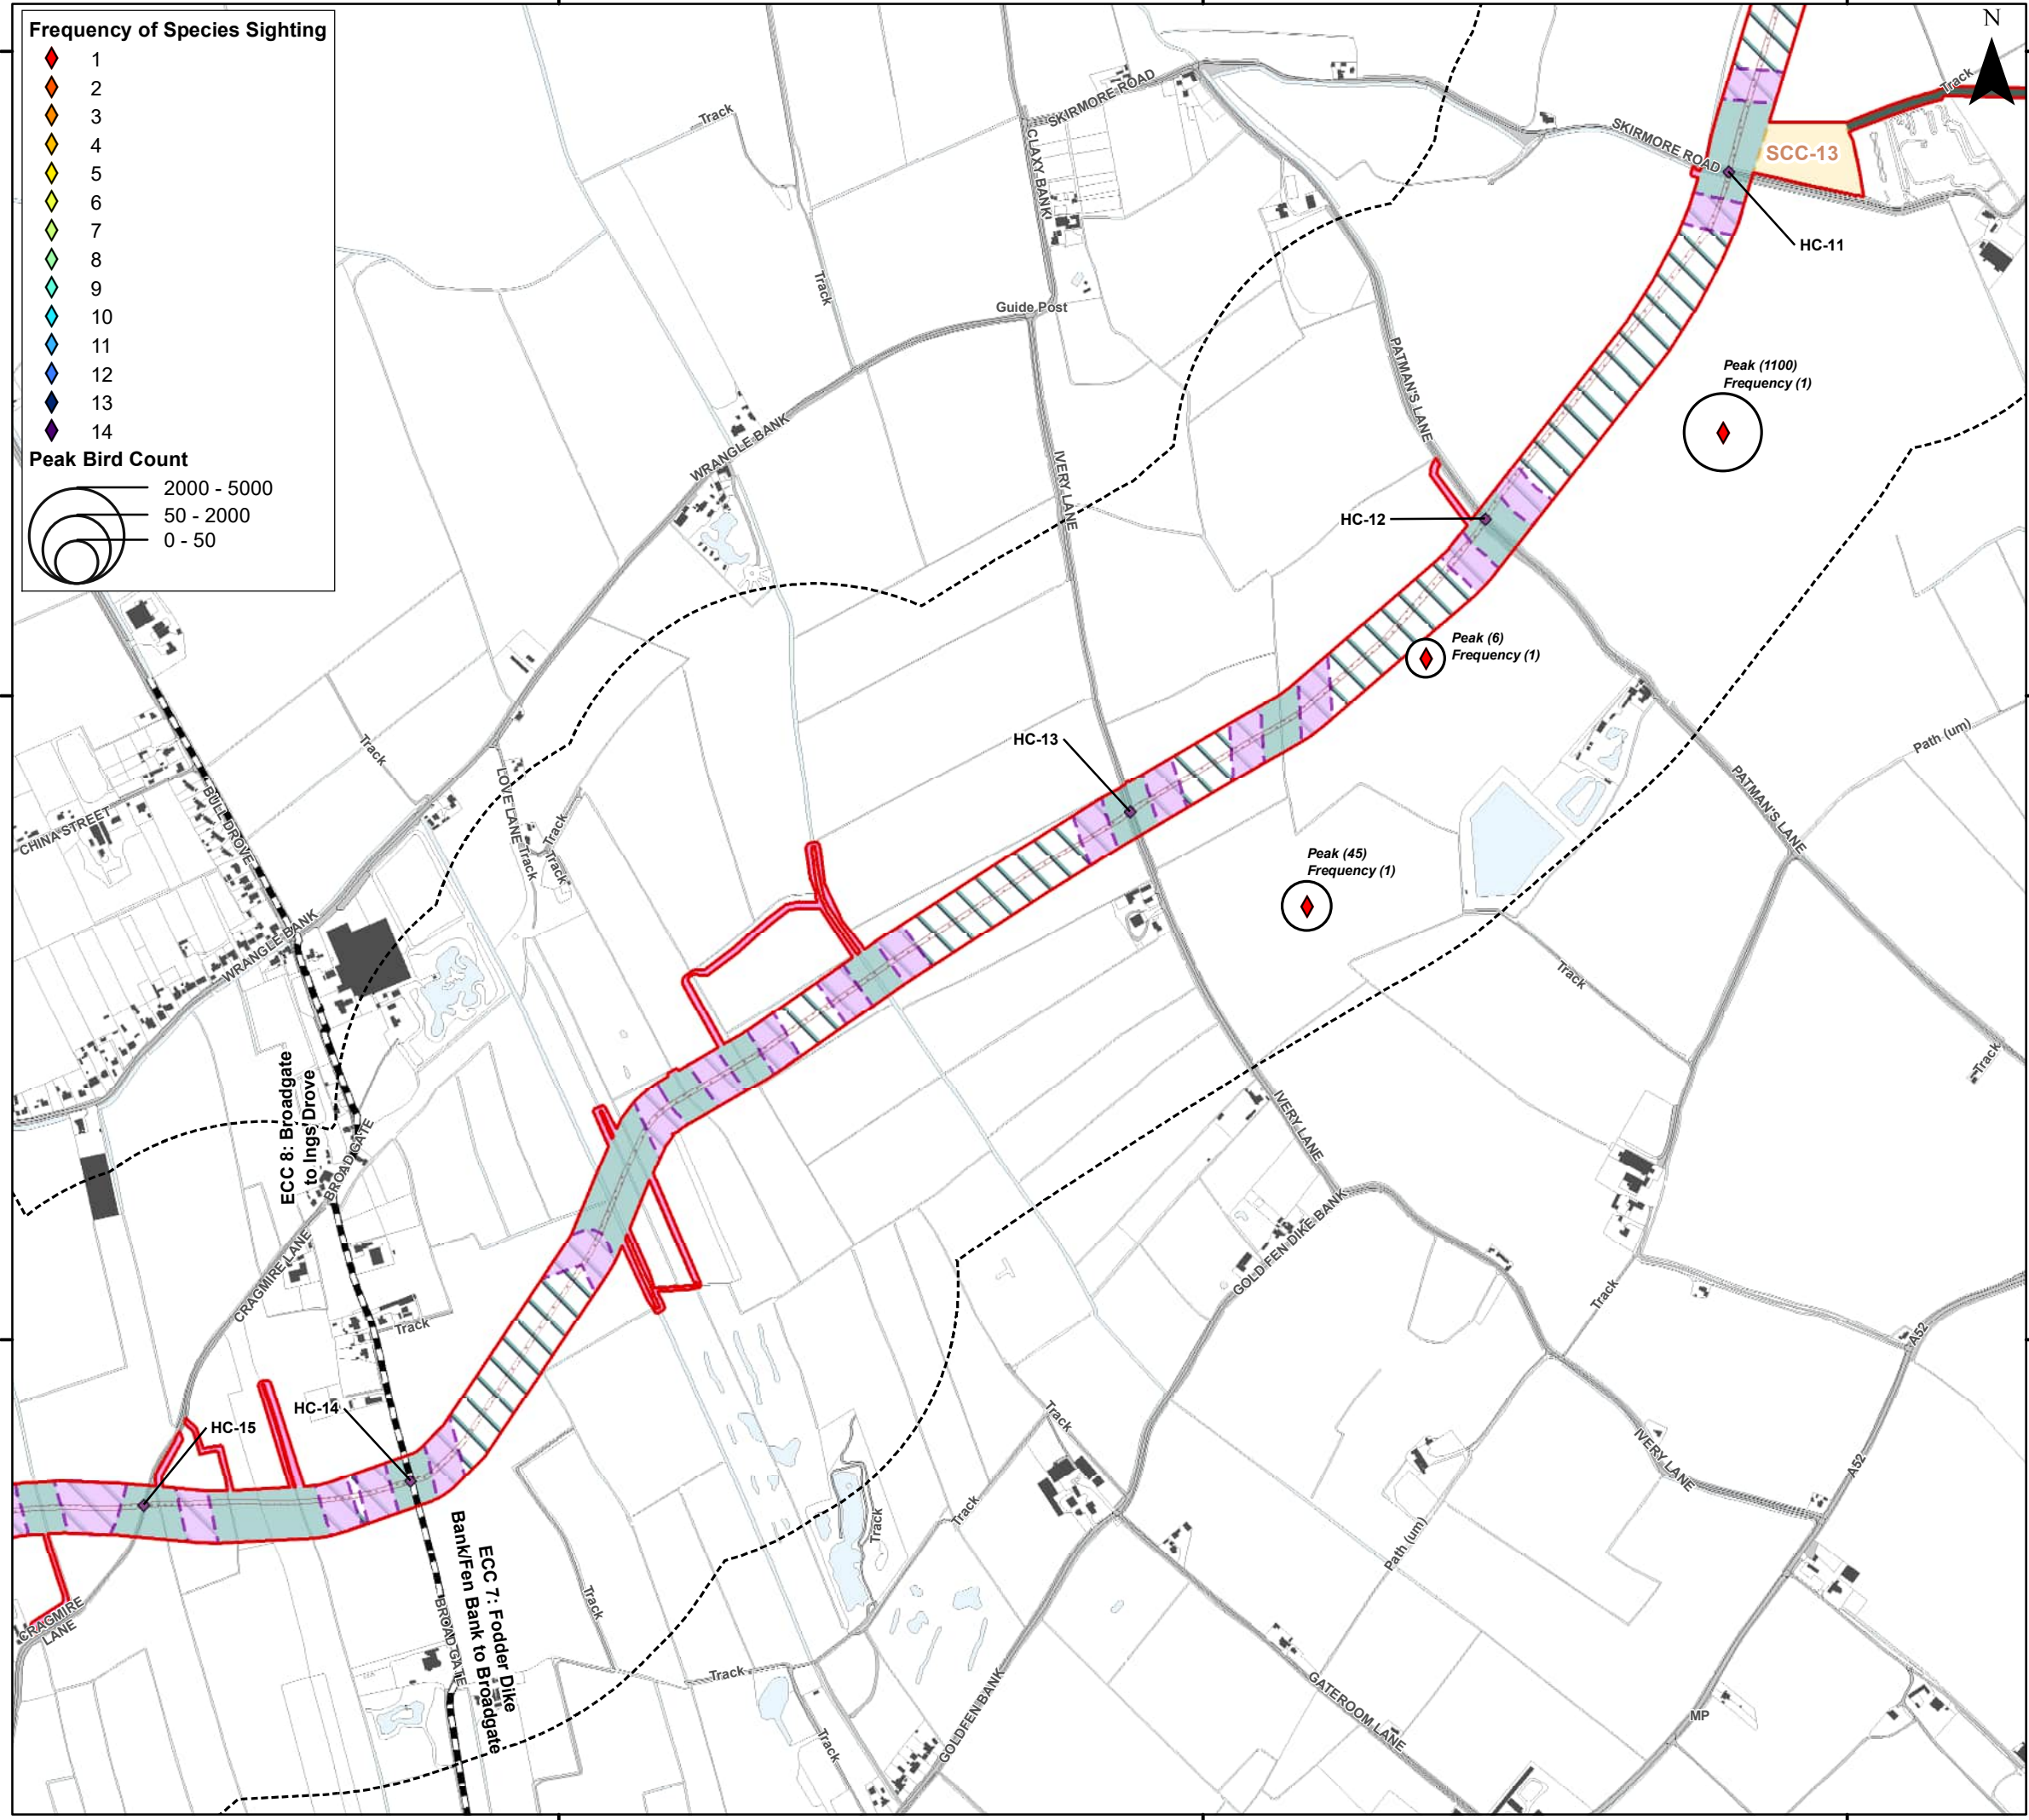 Frequency of Species Sighting
1
2
3
4
5
6
7
8
9
10
11
12
13
14
Peak Bird Count
2000 - 5000
50 - 2000
0 - 50
N
Track
SKIRMORE ROAD
CLAXY BANK
Track
SKIRMORE ROAD
SCC-13
HC-11
Track
Guide Post
PATMAN'S LANE
Peak (1100)
Frequency (1)
WRANGLE BANK
IVERY LANE
HC-12
Peak (6)
Frequency (1)
HC-13
Track
Path (um)
LOVE LANE
Track
Track
Track
BULL DROVE
CHINA STREET
PATMAN'S LANE
Peak (45)
Frequency (1)
WRANGLE BANK
Track
Track
ECC 8: Broadgate
to Ings Drove
BROADGATE
IVERY LANE
GOLD FEN DIKE BANK
CRAGMIRE LANE
Track
Track
A52
HC-14
HC-15
Track
IVERY LANE
A52
Track
Track
Path (um)
ECC 7: Fodder Dike
Bank/Fen Bank to Broadgate
BROADGATE
Track
CRAGMIRE
LANE
Track
Track
GOLDFEN BANK
GATEROOM LANE
MP